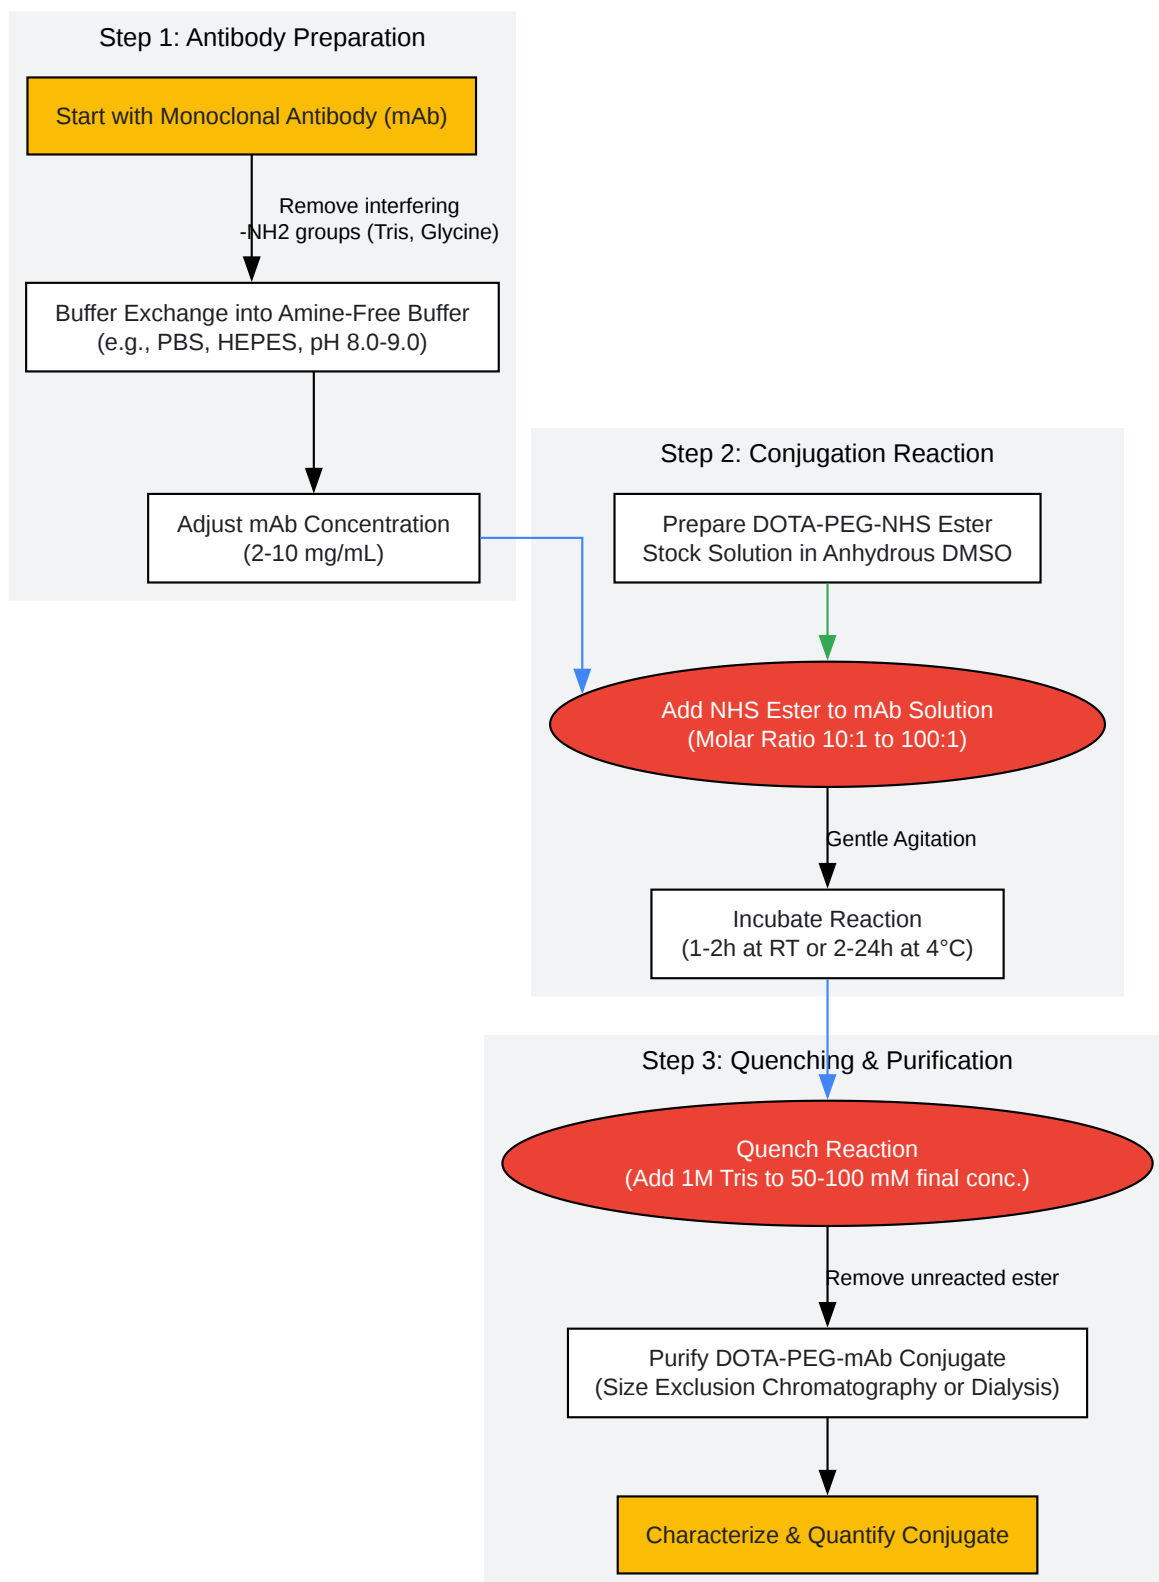 Step 1: Antibody Preparation
Start with Monoclonal Antibody (mAb)
Remove interfering
-NH2 groups (Tris, Glycine)
Buffer Exchange into Amine-Free Buffer
(e.g., PBS, HEPES, pH 8.0-9.0)
Adjust mAb Concentration
(2-10 mg/mL)
Step 2: Conjugation Reaction
Prepare DOTA-PEG-NHS Ester
Stock Solution in Anhydrous DMSO
Add NHS Ester to mAb Solution
(Molar Ratio 10:1 to 100:1)
Gentle Agitation
Incubate Reaction
(1-2h at RT or 2-24h at 4°C)
Step 3: Quenching & Purification
Quench Reaction
(Add 1M Tris to 50-100 mM final conc.)
Remove unreacted ester
Purify DOTA-PEG-mAb Conjugate
(Size Exclusion Chromatography or Dialysis)
Characterize & Quantify Conjugate